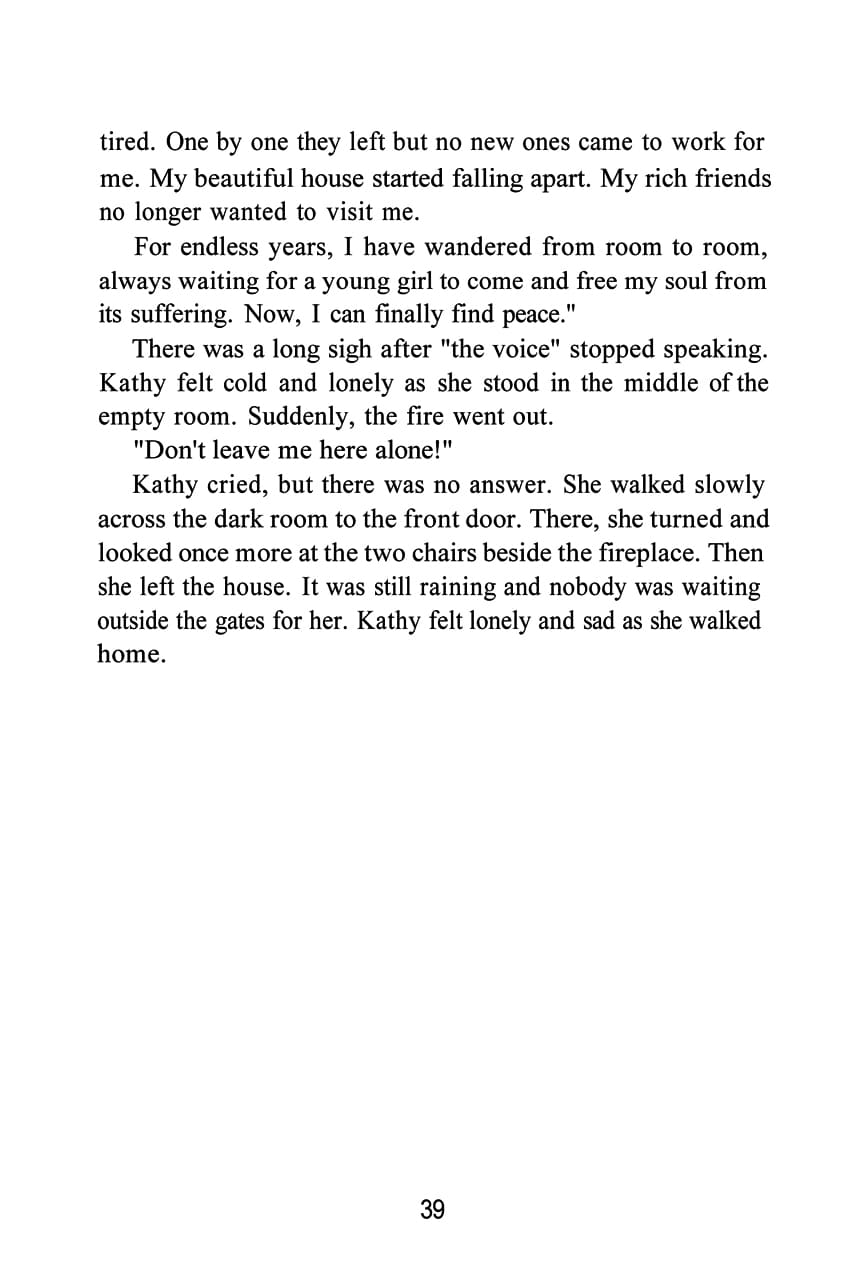 tired. One by one they left but no new ones came to work for
me. My beautiful house started falling apart. My rich friends
no longer wanted to visit me.
For endless years, I have wandered from room to room,
always waiting for a young girl to come and free my soul from
its suffering. Now, I can finally find peace."
There was a long sigh after "the voice" stopped speaking.
Kathy felt cold and lonely as she stood in the middle of the
empty room. Suddenly, the fire went out.
"Don't leave me here alone!"
Kathy cried, but there was no answer. She walked slowly
across the dark room to the front door. There, she turned and
looked once more at the two chairs beside the fireplace. Then
she left the house. It was still raining and nobody was waiting
outside the gates for her. Kathy felt lonely and sad as she walked
home.
39